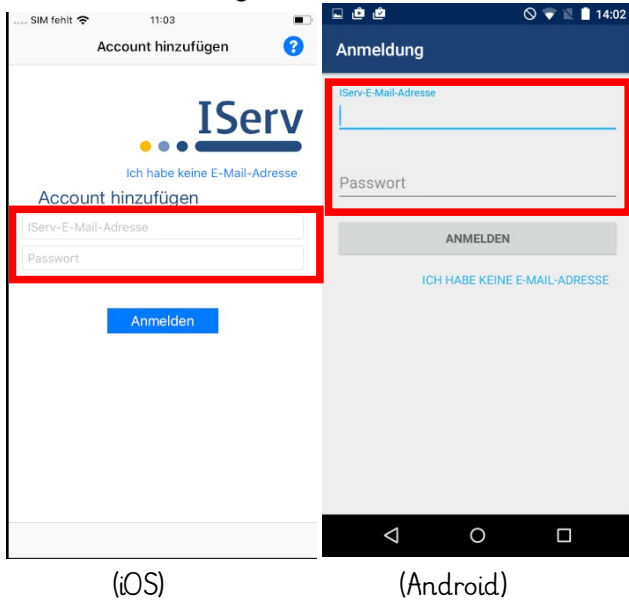 SIM fehlt 11:03
Account hinzufügen ?
IServ
Ich habe keine E-Mail-Adresse
Account hinzufügen
IServ-E-Mail-Adresse
Passwort
Anmelden
(iOS)
14:02
Anmeldung
IServ-E-Mail-Adresse
Passwort
ANMELDEN
ICH HABE KEINE E-MAIL-ADRESSE
(Android)